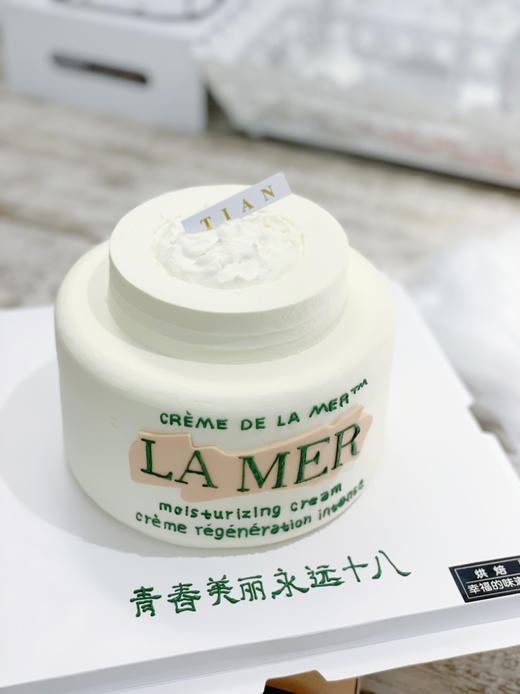 TIAN
CRÈME DE LA MER™
LA MER
moisturizing cream
crème régénération intense
青春美丽永远十八
烘焙
幸福的味道